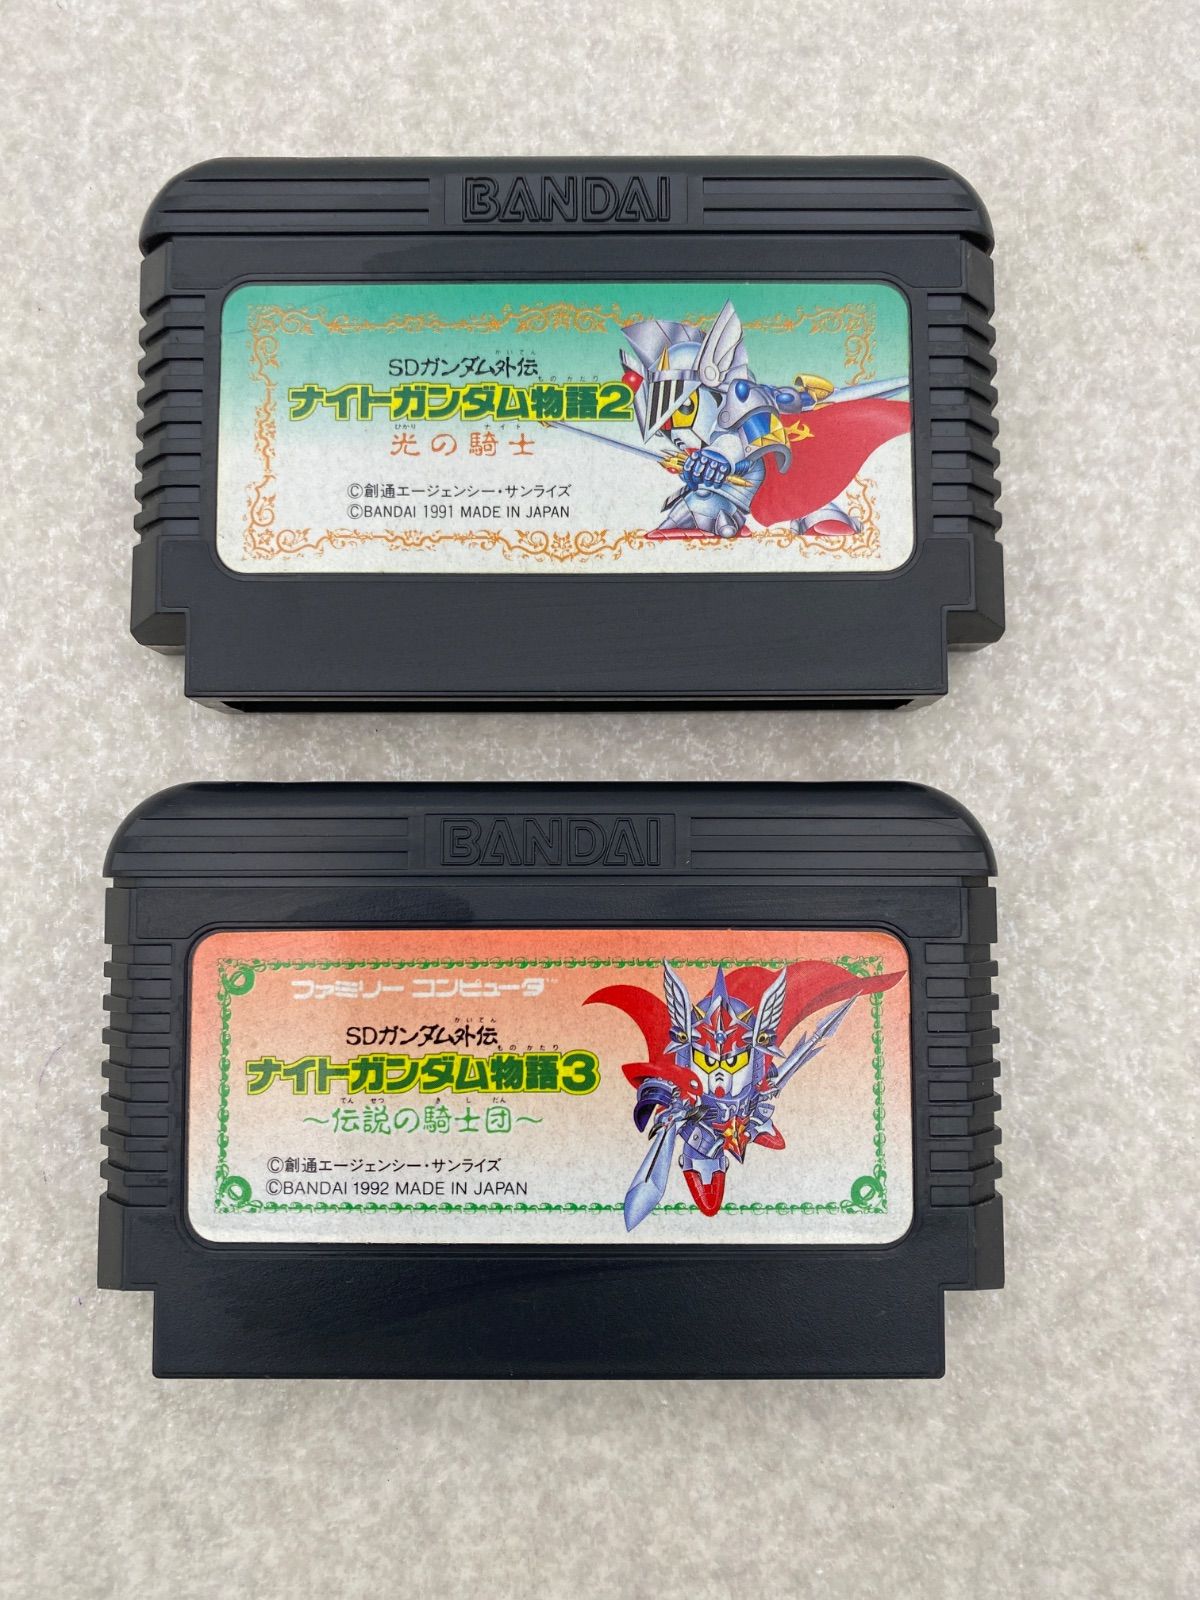 BANDAI
かいでん
SDガンダム外伝
ものがたり
ナイトガンダム物語2
ひかり ナイト
光の騎士
©創通エージェンシー・サンライズ
©BANDAI 1991 MADE IN JAPAN
BANDAI
ファミリー コンピュータ™
がいでん
SDガンダム外伝
ものがたり
ナイトガンダム物語3
でん せつ き し だん
～伝説の騎士団～
©創通エージェンシー・サンライズ
©BANDAI 1992 MADE IN JAPAN